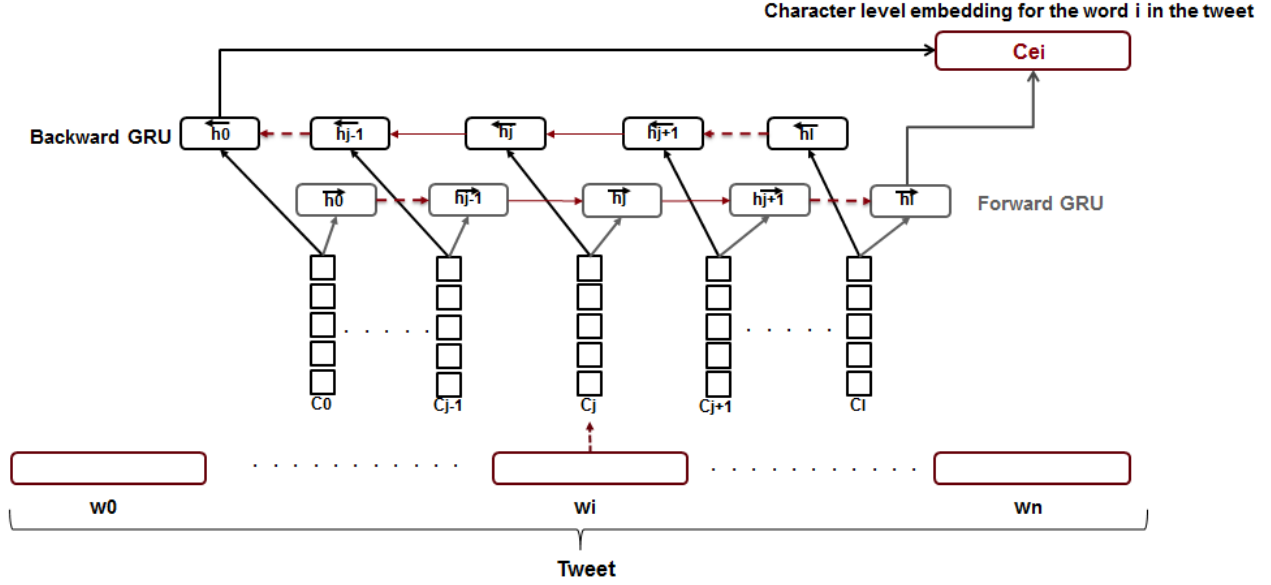 Character level embedding for the word i in the tweet
Cei
Backward GRU
h0
hj-1
hj
hj+1
hl
h0
hj-1
hj
hj+1
hl
Forward GRU
C0
Cj-1
Cj
Cj+1
Cl
w0
wi
wn
Tweet